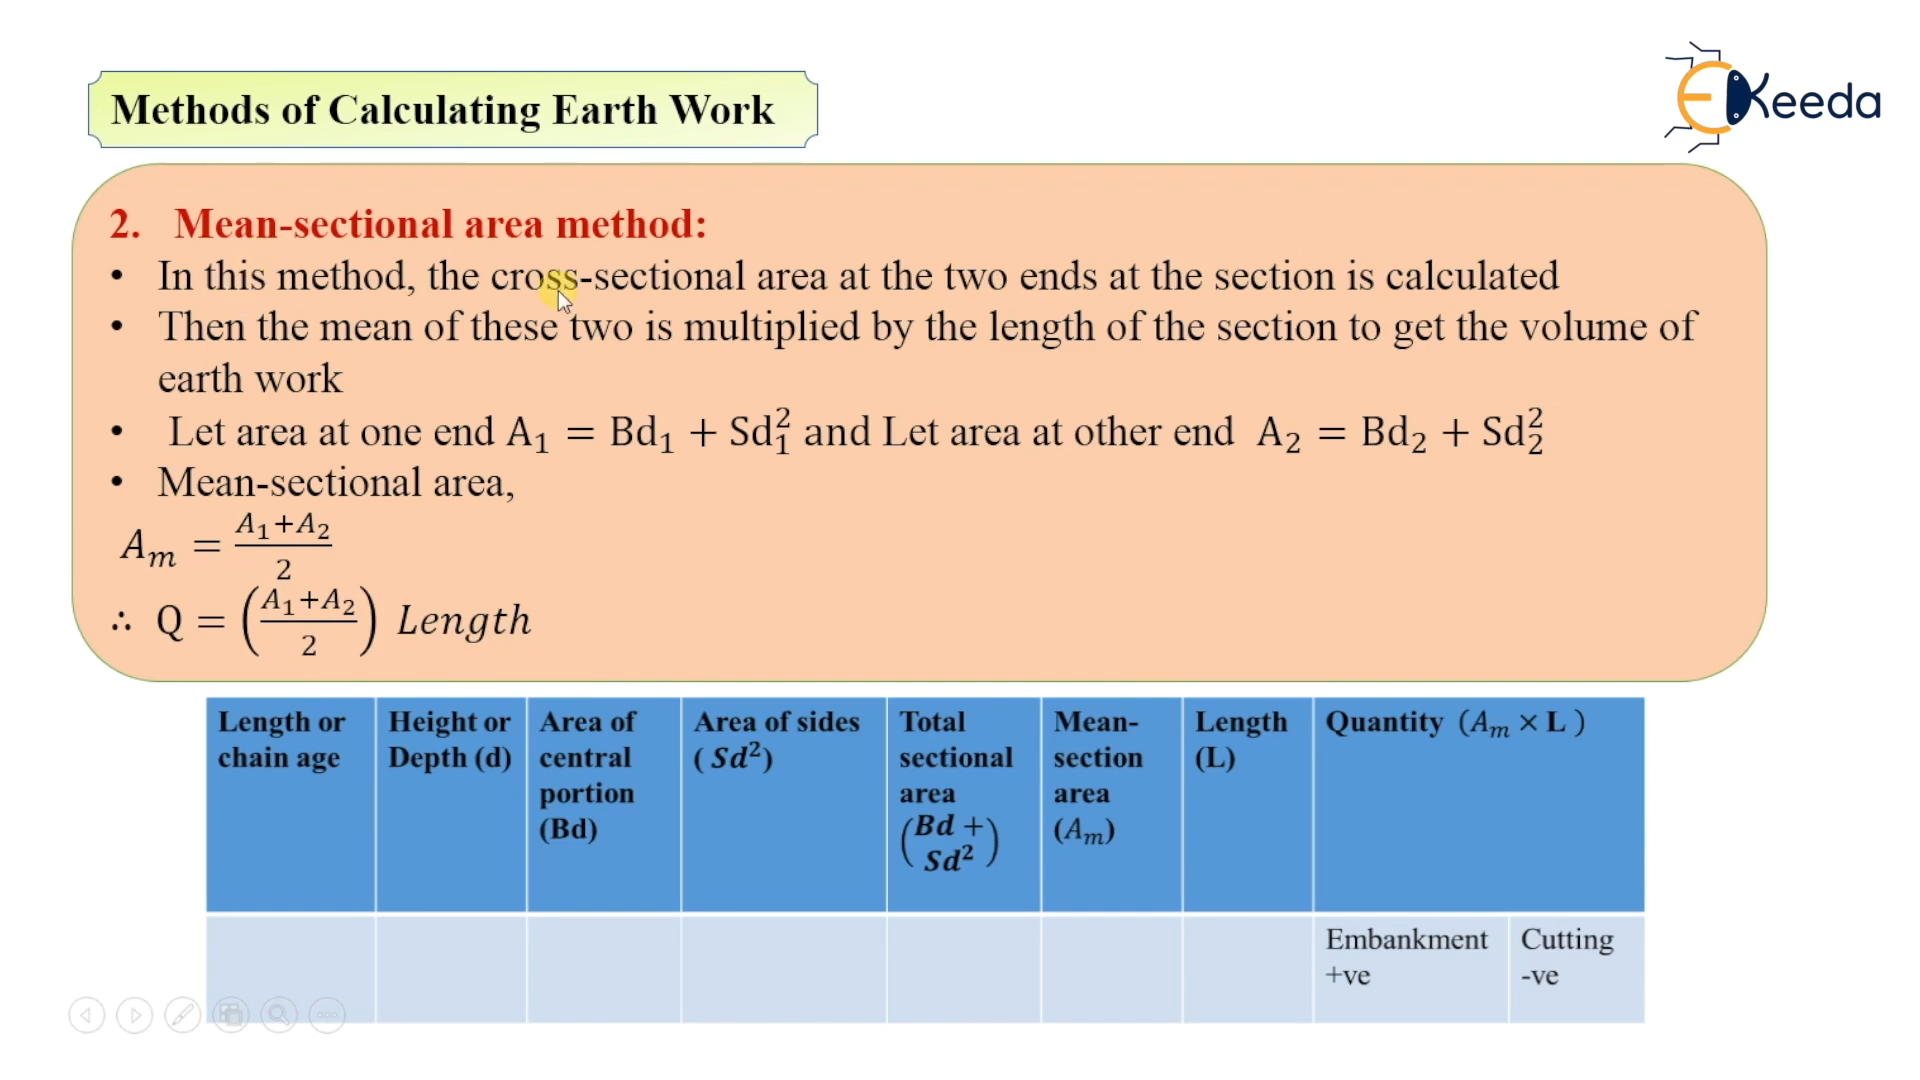 Methods of Calculating Earth Work
EKeeda
2. Mean-sectional area method:
• In this method, the cross-sectional area at the two ends at the section is calculated
• Then the mean of these two is multiplied by the length of the section to get the volume of
earth work
• Let area at one end A₁ = Bd₁ + Sd₁² and Let area at other end A₂ = Bd₂ + Sd₂²
• Mean-sectional area,
Aₘ = (A₁+A₂)/2
∴ Q = ((A₁+A₂)/2) Length
Length or
chain age
Height or
Depth (d)
Area of
central
portion
(Bd)
Area of sides
( Sd²)
Total
sectional
area
(Bd +
Sd²)
Mean-
section
area
(Aₘ)
Length
(L)
Quantity (Aₘ × L )
Embankment
+ve
Cutting
-ve